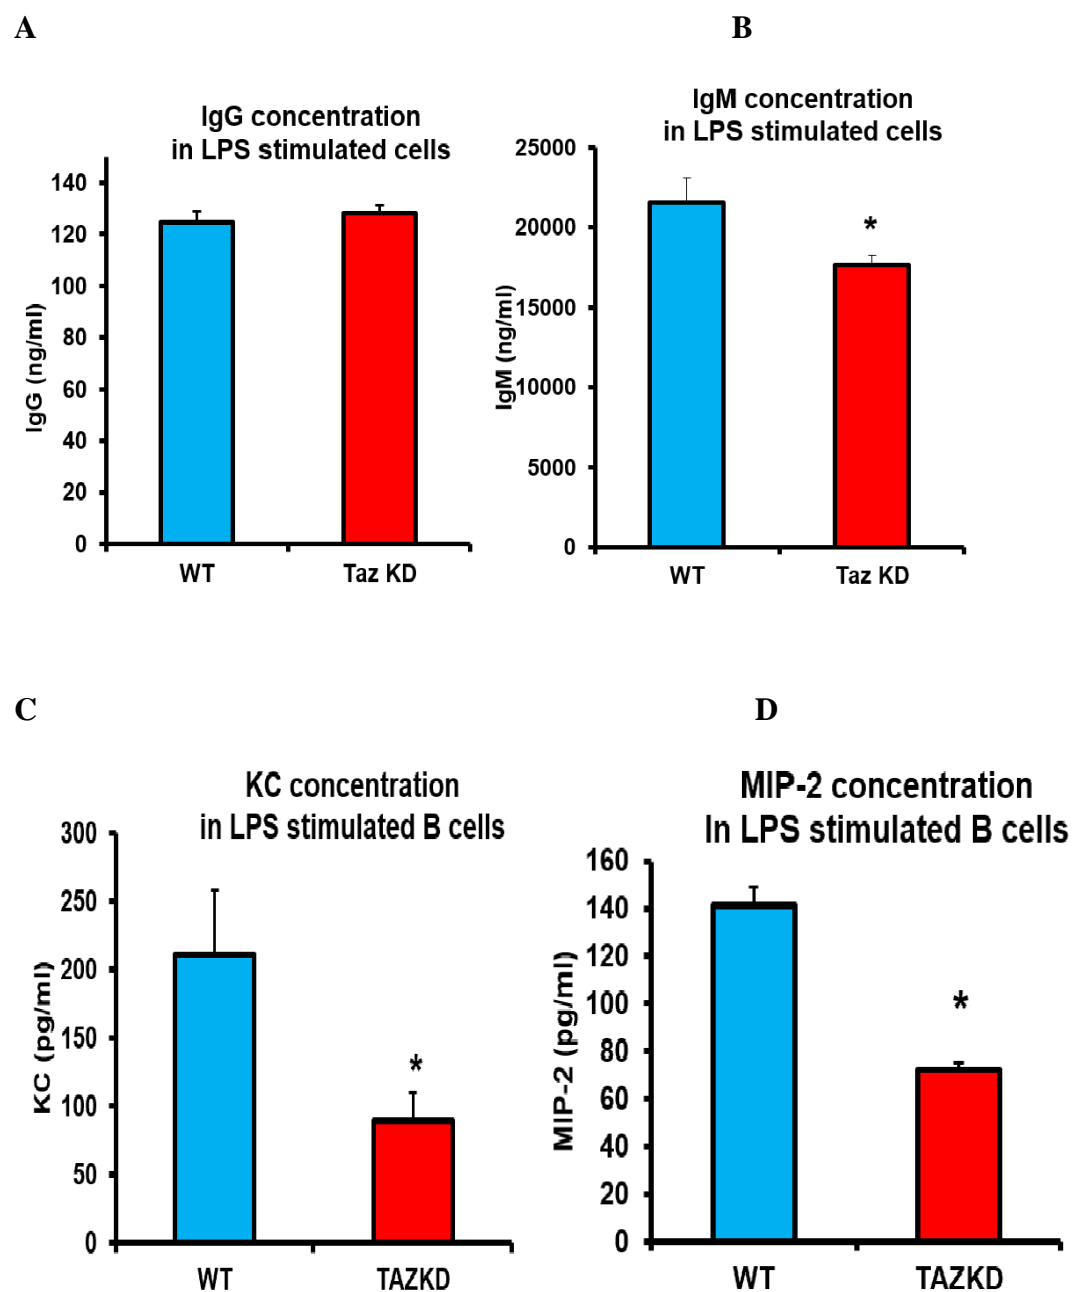 A
B
IgG concentration
in LPS stimulated cells
140
120
100
80
60
40
20
0
IgG (ng/ml)
WT
Taz KD
IgM concentration
in LPS stimulated cells
25000
20000
15000
10000
5000
0
IgM (ng/ml)
*
WT
Taz KD
C
D
KC concentration
in LPS stimulated B cells
300
250
200
150
100
50
0
KC (pg/ml)
*
WT
TAZKD
MIP-2 concentration
In LPS stimulated B cells
160
140
120
100
80
60
40
20
0
MIP-2 (pg/ml)
*
WT
TAZKD